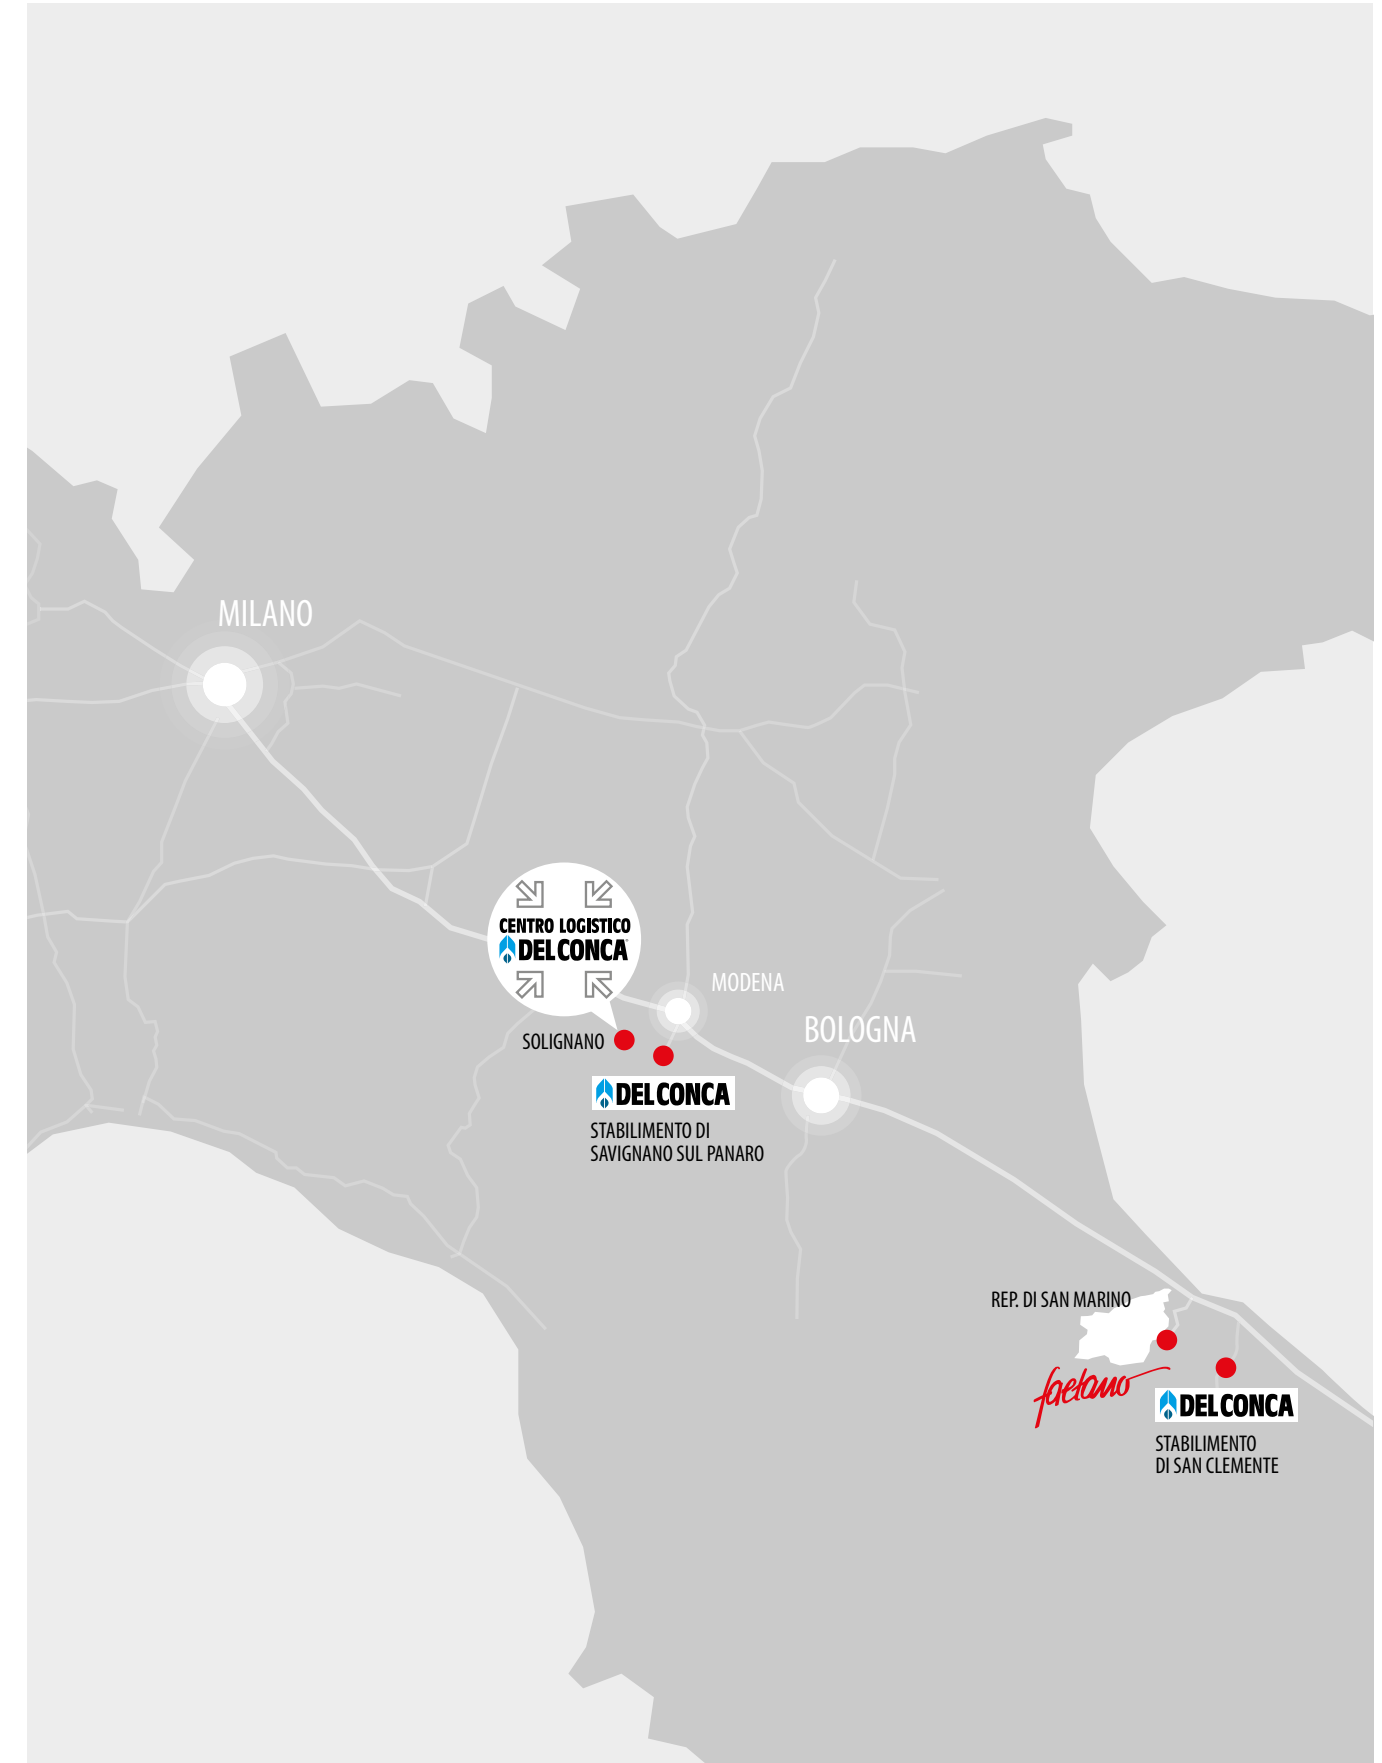 MILANO
CENTRO LOGISTICO
DEL CONCA
MODENA
BOLOGNA
SOLIGNANO
DEL CONCA
STABILIMENTO DI
SAVIGNANO SUL PANARO
REP. DI SAN MARINO
faetano
DEL CONCA
STABILIMENTO
DI SAN CLEMENTE